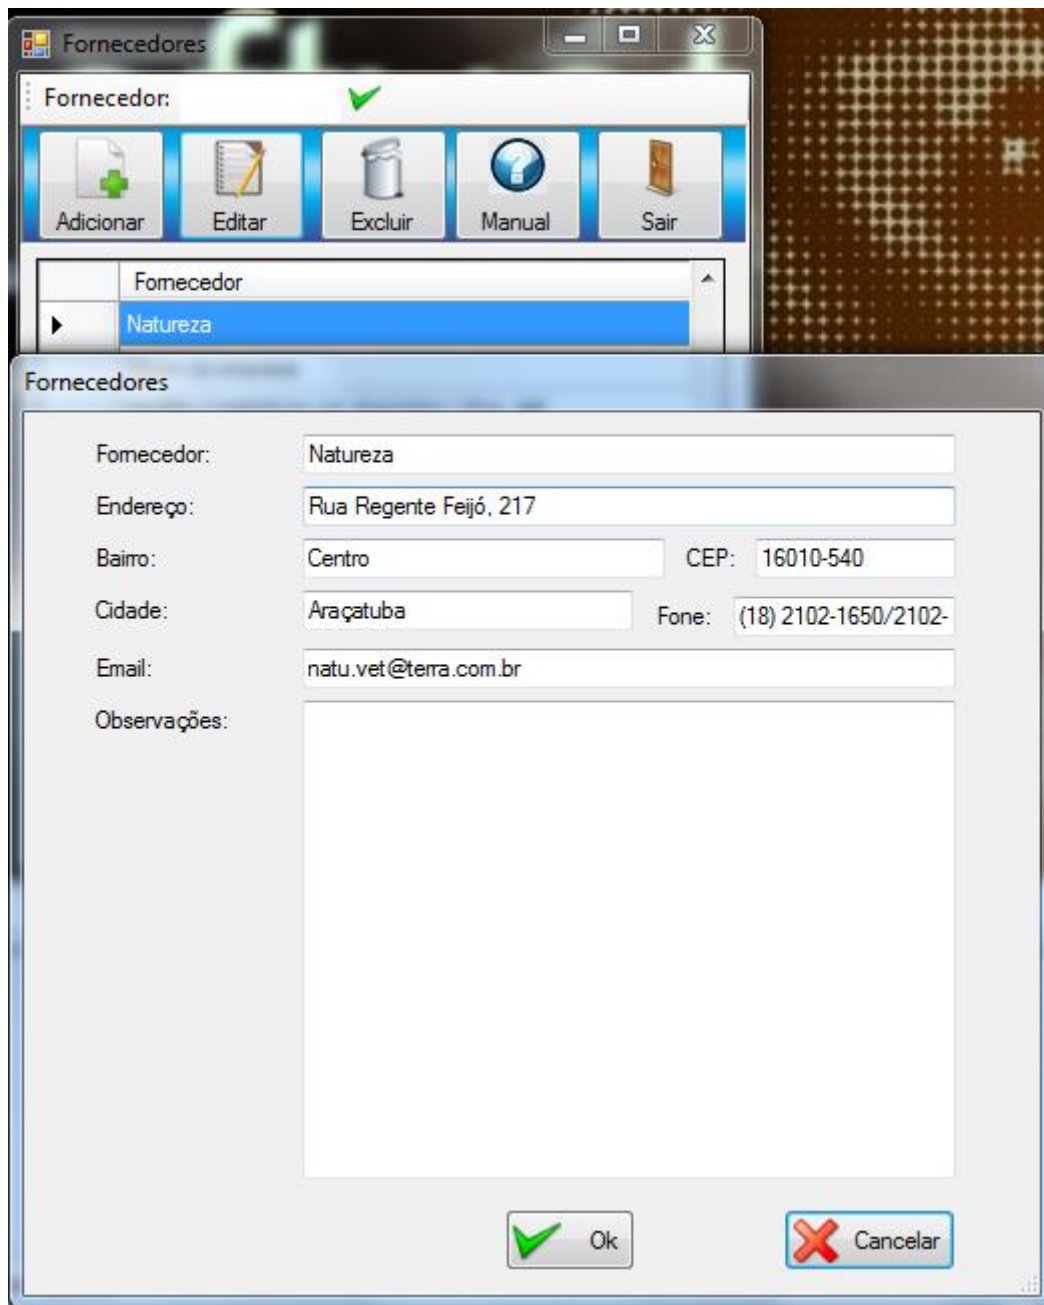 Fornecedores
Fornecedor:
Adicionar Editar Excluir Manual Sair
Fornecedor
Natureza
Fornecedores
Fornecedor: Natureza
Endereço: Rua Regente Feijó, 217
Bairro: Centro CEP: 16010-540
Cidade: Araçatuba Fone: (18) 2102-1650/2102-
Email: natu.vet@terra.com.br
Observações:
Ok Cancelar